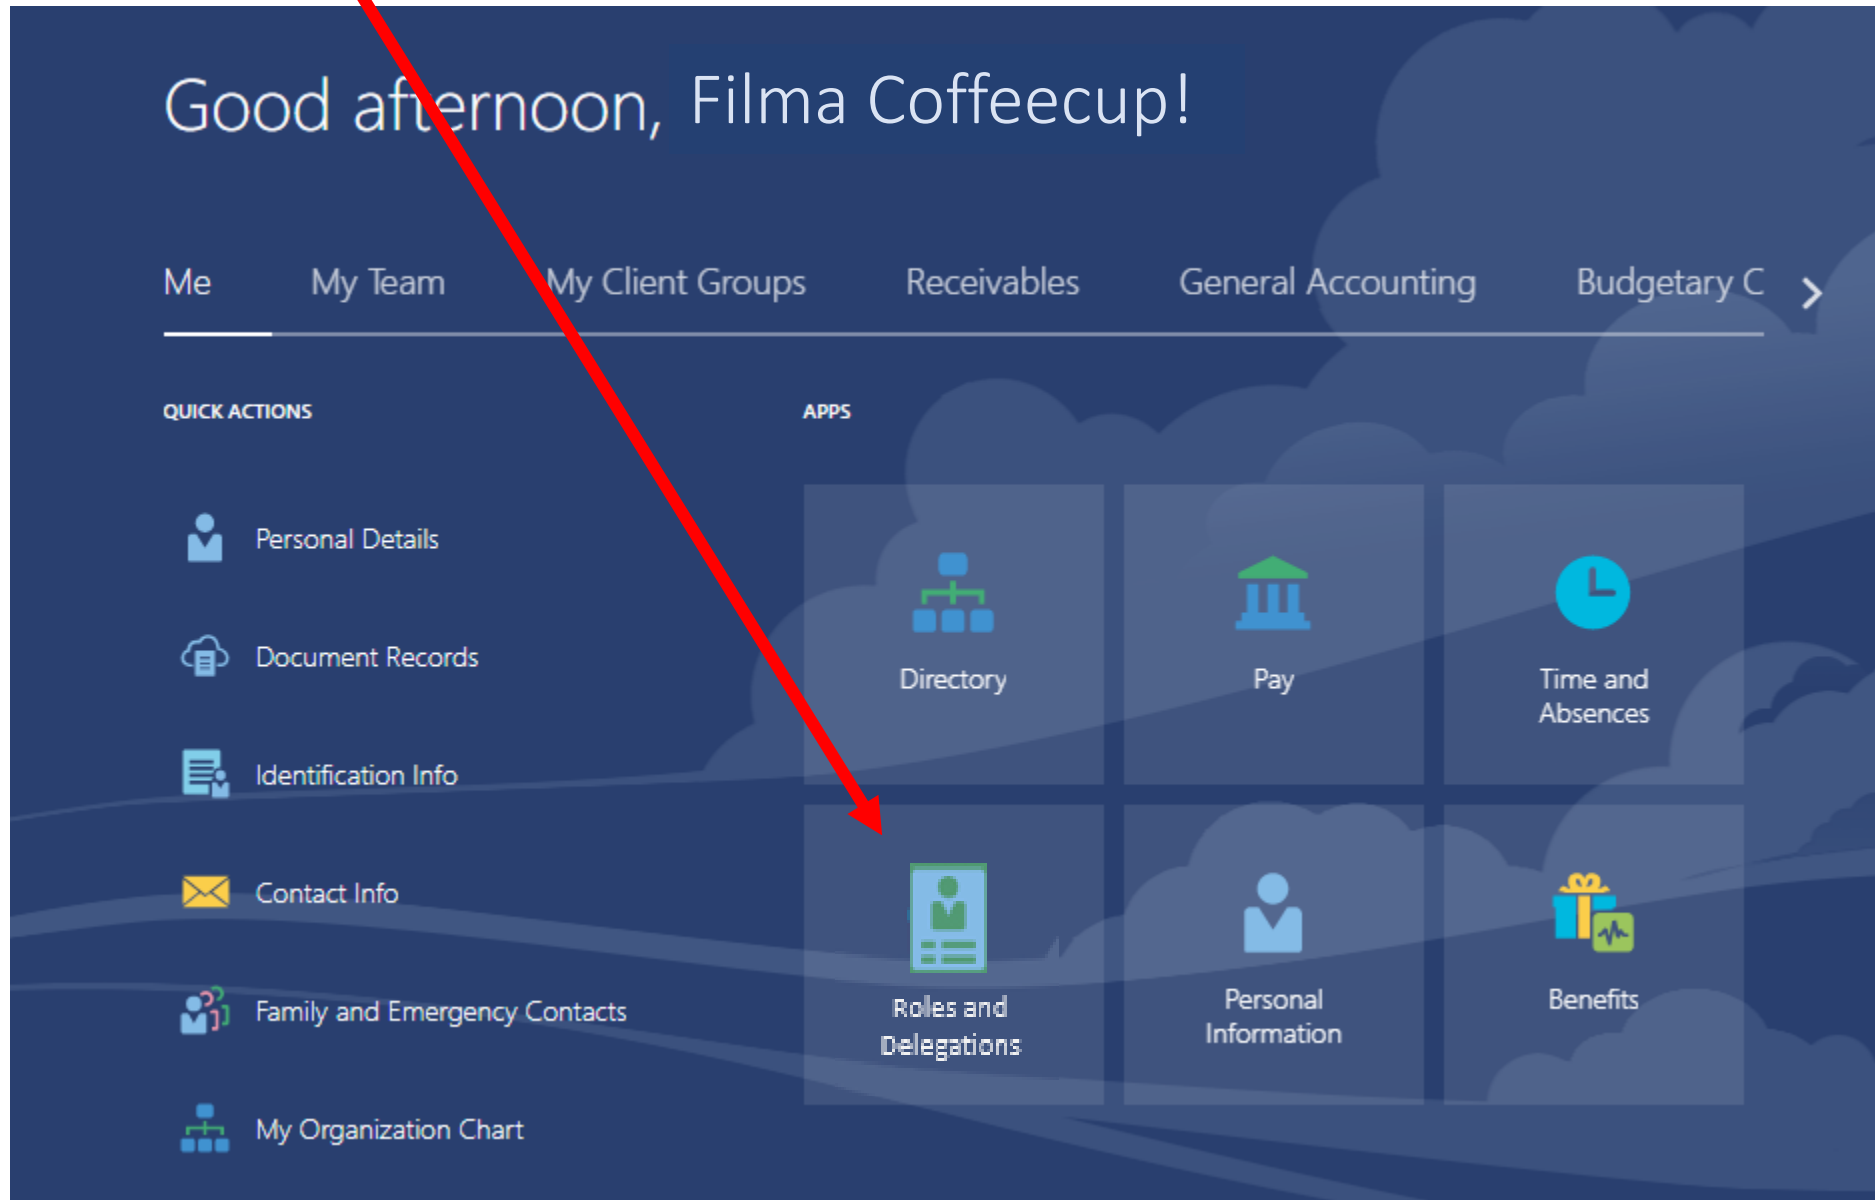 Good afternoon, Filma Coffeecup!
Me My Team My Client Groups Receivables General Accounting Budgetary C
QUICK ACTIONS
Personal Details
Document Records
Identification Info
Contact Info
Family and Emergency Contacts
My Organization Chart
APPS
Directory
Pay
Time and
Absences
Roles and
Delegations
Personal
Information
Benefits